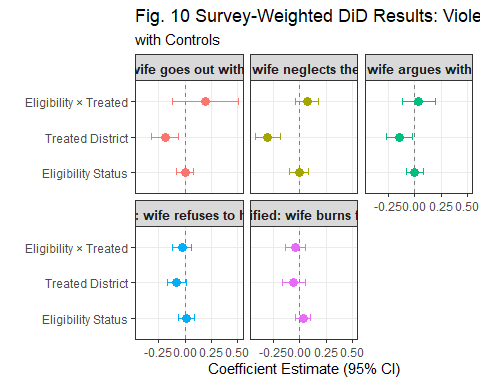 Fig. 10 Survey-Weighted DiD Results: Viole
with Controls
wife goes out with
wife neglects the
wife argues with
Eligibility × Treated
Treated District
Eligibility Status
-0.25 0.00 0.25 0.50
: wife refuses to h
ified: wife burns f
Eligibility × Treated
Treated District
Eligibility Status
-0.25 0.00 0.25 0.50
-0.25 0.00 0.25 0.50
Coefficient Estimate (95% CI)